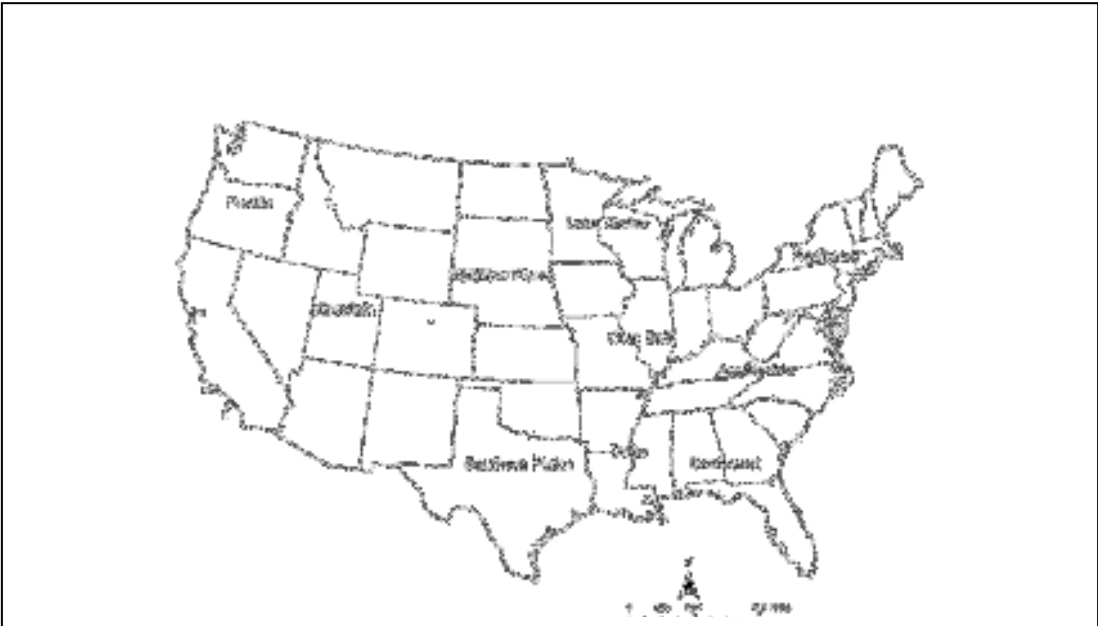 Pacific
Lake States
Northeast
Northern Plains
Mountain
Corn Belt
Appalachian
Delta
Southern Plains
Southeast